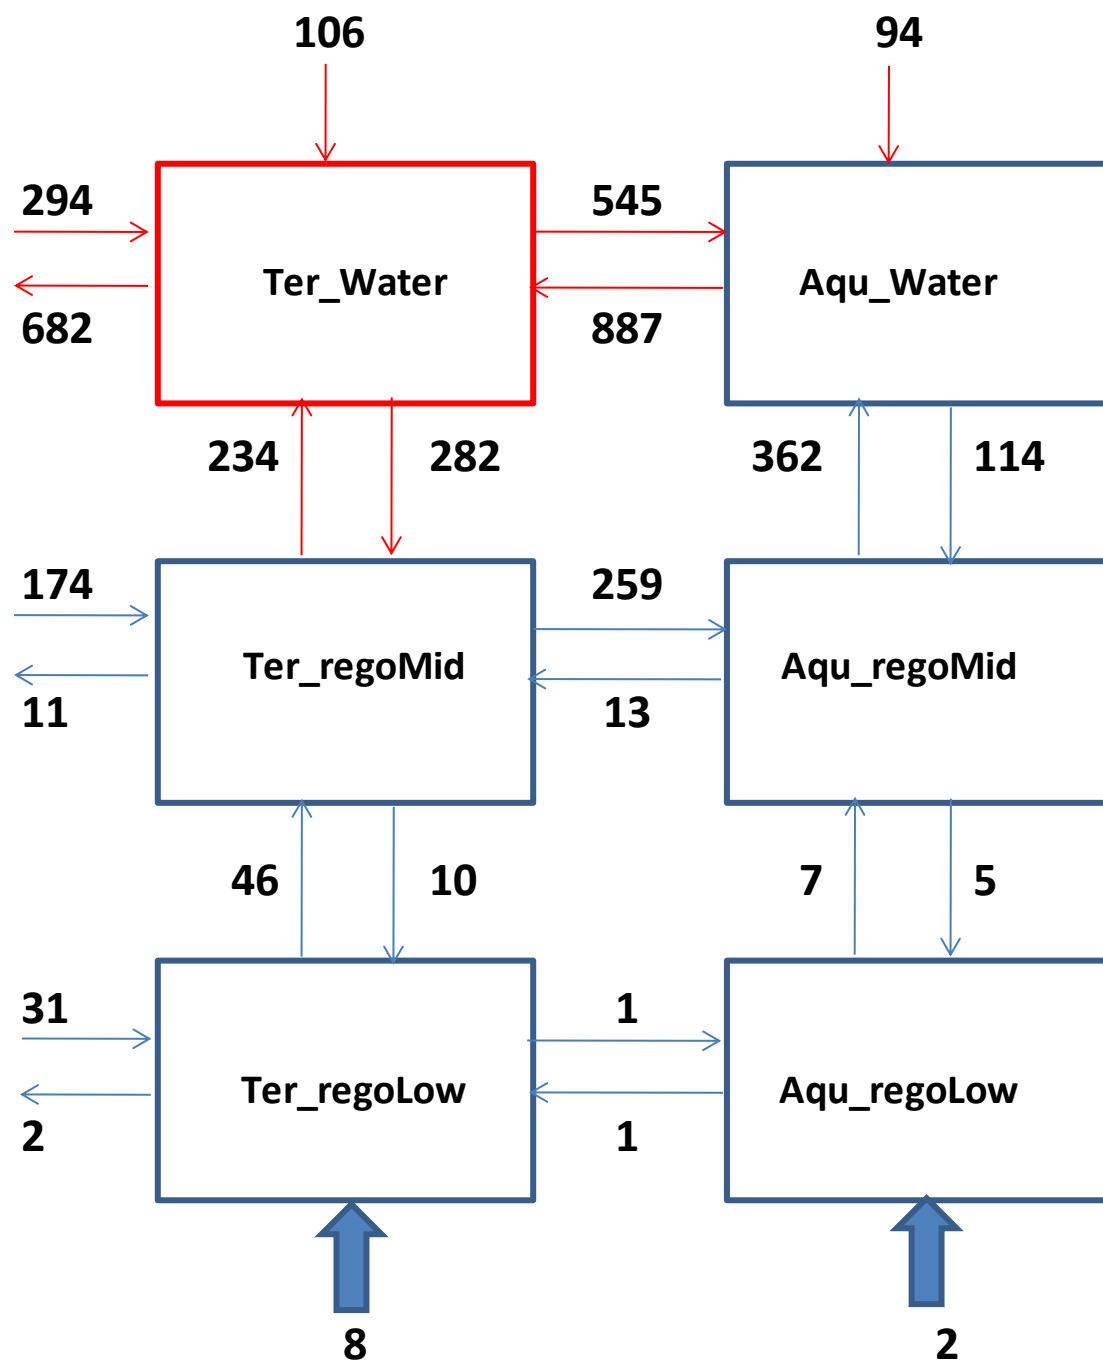 106 94
294 545
Ter_Water Aqu_Water
682 887
234 282 362 114
174 259
Ter_regoMid Aqu_regoMid
11 13
46 10 7 5
31 1
Ter_regoLow Aqu_regoLow
2 1
8 2